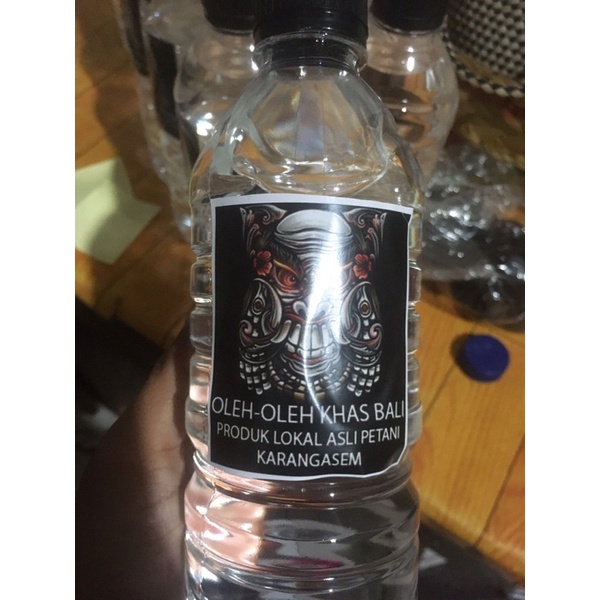 OLEH-OLEH KHAS BALI
PRODUK LOKAL ASLI PETANI
KARANGASEM